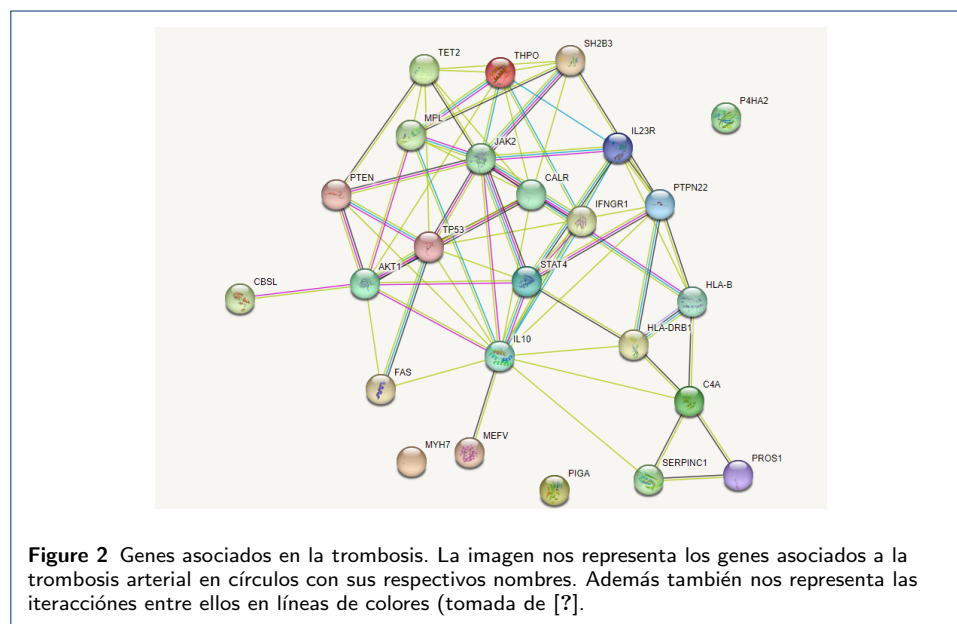 TET2
THPO
SH2B3
P4HA2
MPL
JAK2
IL23R
PTEN
CALR
PTPN22
IFNGR1
TP53
AKT1
STAT4
CBSL
HLA-B
HLA-DRB1
IL10
FAS
C4A
MYH7
MEFV
SERPINC1
PROS1
PIGA
Figure 2 Genes asociados en la trombosis. La imagen nos representa los genes asociados a la
trombosis arterial en círculos con sus respectivos nombres. Además también nos representa las
iteracciónes entre ellos en líneas de colores (tomada de [?].